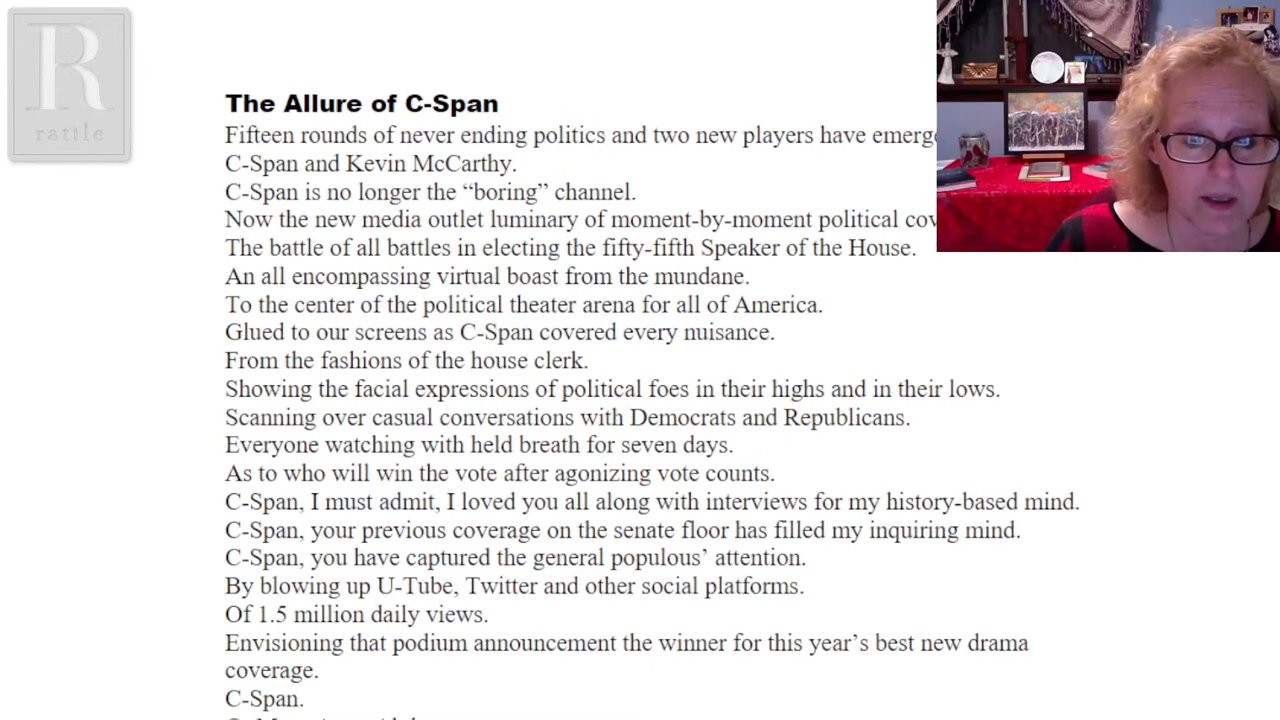 R
rattle
The Allure of C-Span
Fifteen rounds of never ending politics and two new players have
C-Span and Kevin McCarthy.
C-Span is no longer the “boring” channel.
Now the new media outlet luminary of moment-by-moment political
The battle of all battles in electing the fifty-fifth Speaker of the House.
An all encompassing virtual boast from the mundane.
To the center of the political theater arena for all of America.
Glued to our screens as C-Span covered every nuisance.
From the fashions of the house clerk.
Showing the facial expressions of political foes in their highs and in their lows.
Scanning over casual conversations with Democrats and Republicans.
Everyone watching with held breath for seven days.
As to who will win the vote after agonizing vote counts.
C-Span, I must admit, I loved you all along with interviews for my history-based mind.
C-Span, your previous coverage on the senate floor has filled my inquiring mind.
C-Span, you have captured the general populous’ attention.
By blowing up U-Tube, Twitter and other social platforms.
Of 1.5 million daily views.
Envisioning that podium announcement the winner for this year’s best new drama
coverage.
C-Span.